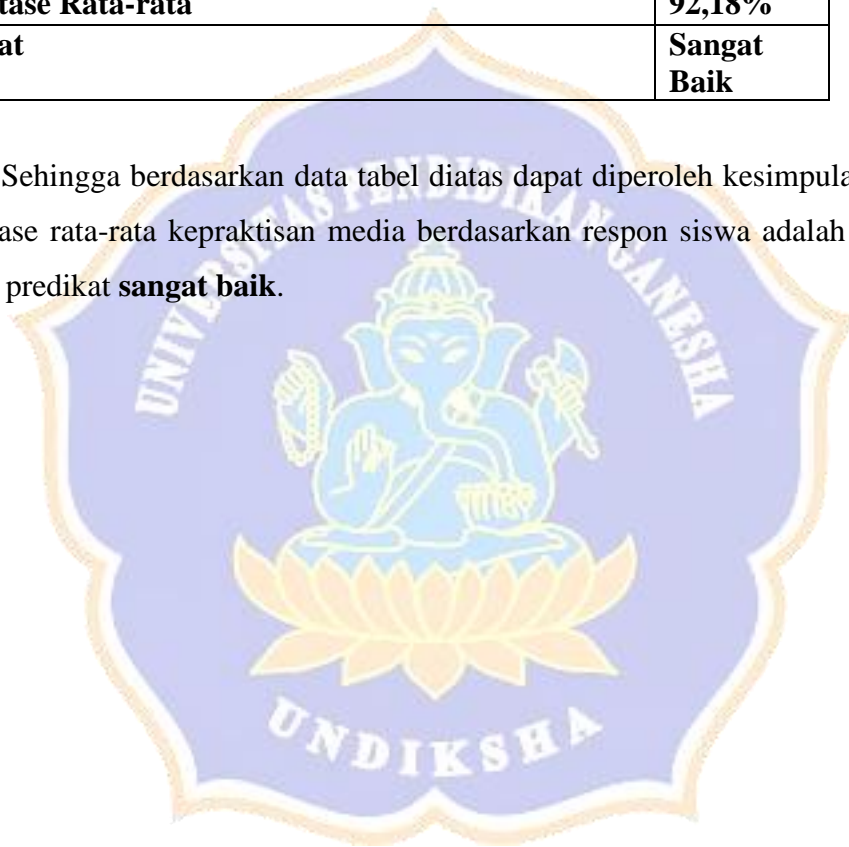 tase Rata-rata 92,18%
at Sangat
Baik
Sehingga berdasarkan data tabel diatas dapat diperoleh kesimpula
ase rata-rata kepraktisan media berdasarkan respon siswa adalah
predikat sangat baik.
UNIVERSITAS PENDIDIKAN GANESHA
UNDIKSHA